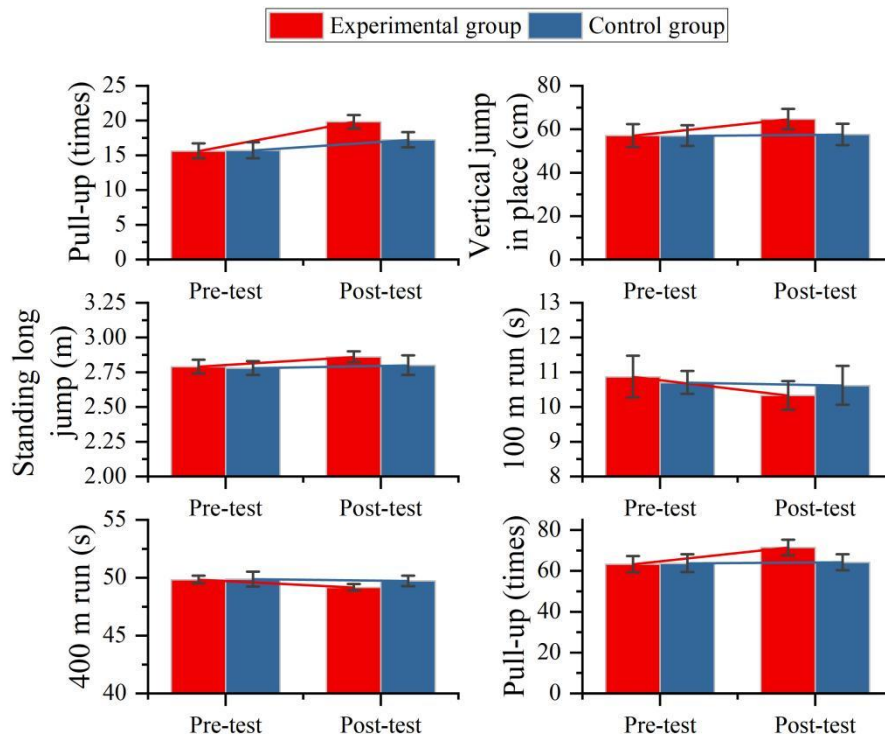 Experimental group Control group
Pull-up (times)
25
20
15
10
5
0
Pre-test Post-test
Vertical jump
in place (cm)
80
60
40
20
0
Pre-test Post-test
Standing long
jump (m)
3.25
3.00
2.75
2.50
2.25
2.00
Pre-test Post-test
100 m run (s)
13
12
11
10
9
8
Pre-test Post-test
400 m run (s)
55
50
45
40
Pre-test Post-test
Pull-up (times)
80
60
40
20
0
Pre-test Post-test